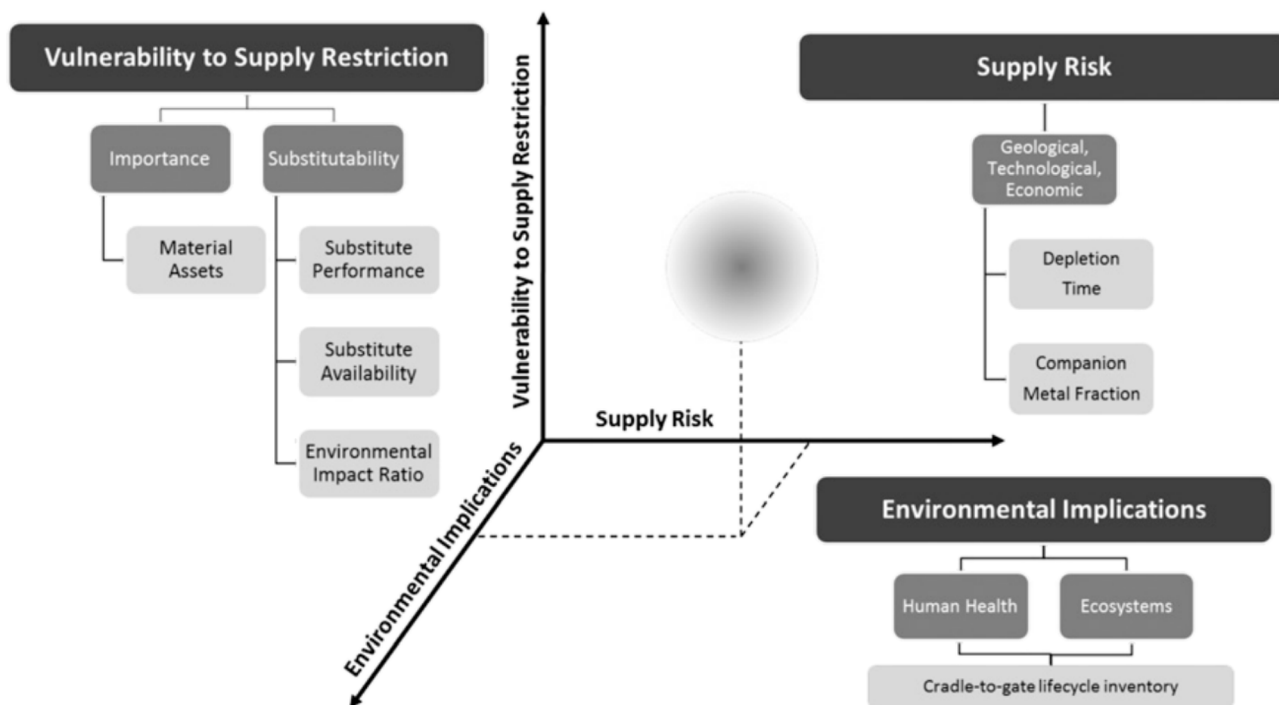 Vulnerability to Supply Restriction
Importance
Substitutability
Material
Assets
Substitute
Performance
Substitute
Availability
Environmental
Impact Ratio
Vulnerability to Supply Restriction
Supply Risk
Environmental Implications
Supply Risk
Geological,
Technological,
Economic
Depletion
Time
Companion
Metal Fraction
Environmental Implications
Human Health
Ecosystems
Cradle-to-gate lifecycle inventory